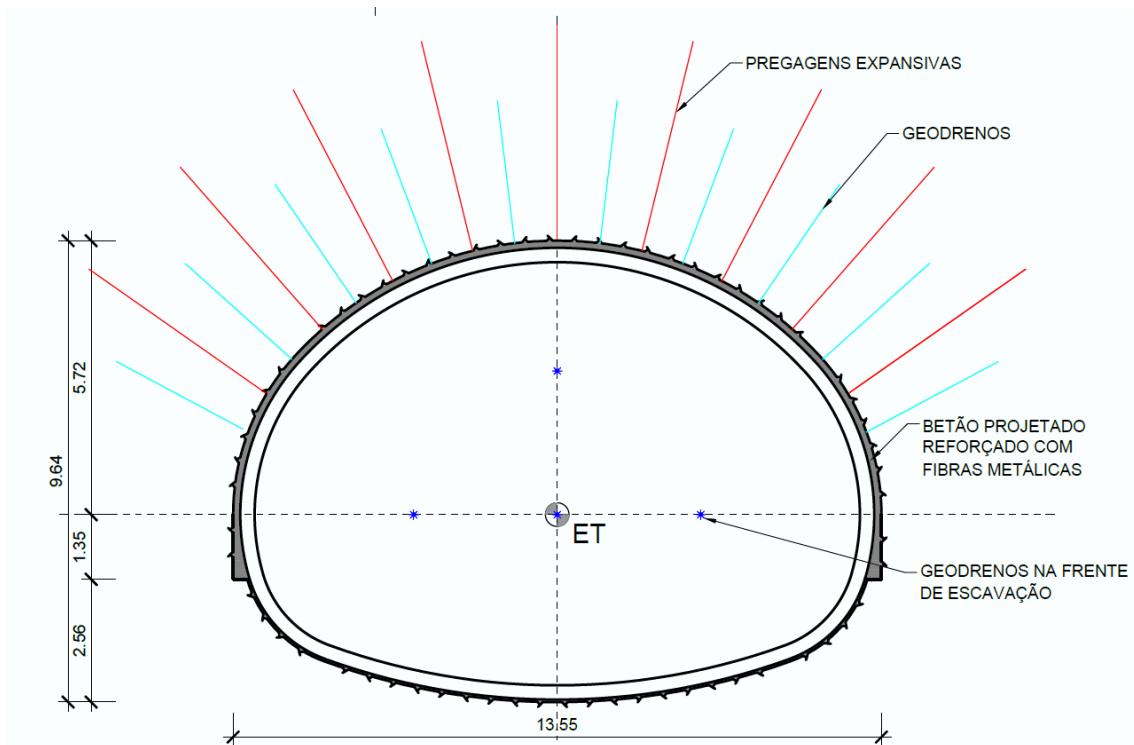 PREGAGENS EXPANSIVAS
GEODRENOS
5.72
9.64
BETÃO PROJETADO
REFORÇADO COM
FIBRAS METÁLICAS
ET
1.35
GEODRENOS NA FRENTE
DE ESCAVAÇÃO
2.56
13.55